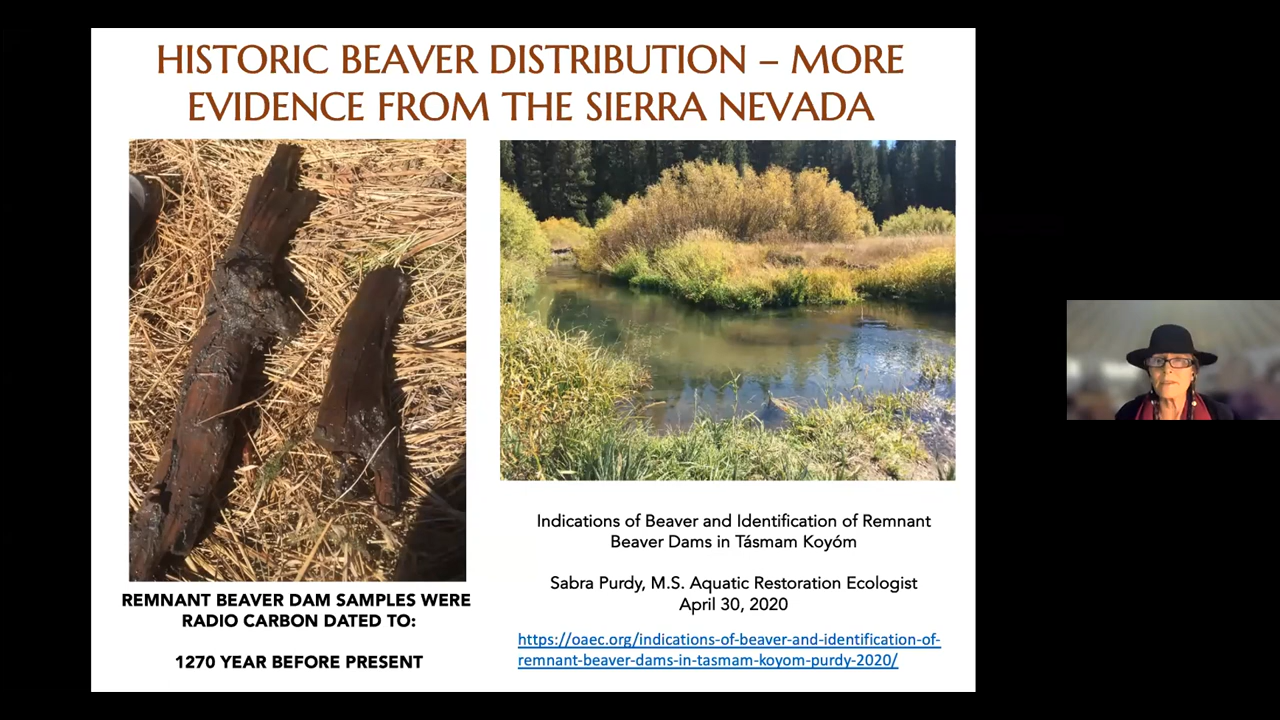 HISTORIC BEAVER DISTRIBUTION – MORE
EVIDENCE FROM THE SIERRA NEVADA
REMNANT BEAVER DAM SAMPLES WERE
RADIO CARBON DATED TO:
1270 YEAR BEFORE PRESENT
Indications of Beaver and Identification of Remnant
Beaver Dams in Tásmam Koyóm
Sabra Purdy, M.S. Aquatic Restoration Ecologist
April 30, 2020
https://oaec.org/indications-of-beaver-and-identification-of-
remnant-beaver-dams-in-tasmam-koyom-purdy-2020/